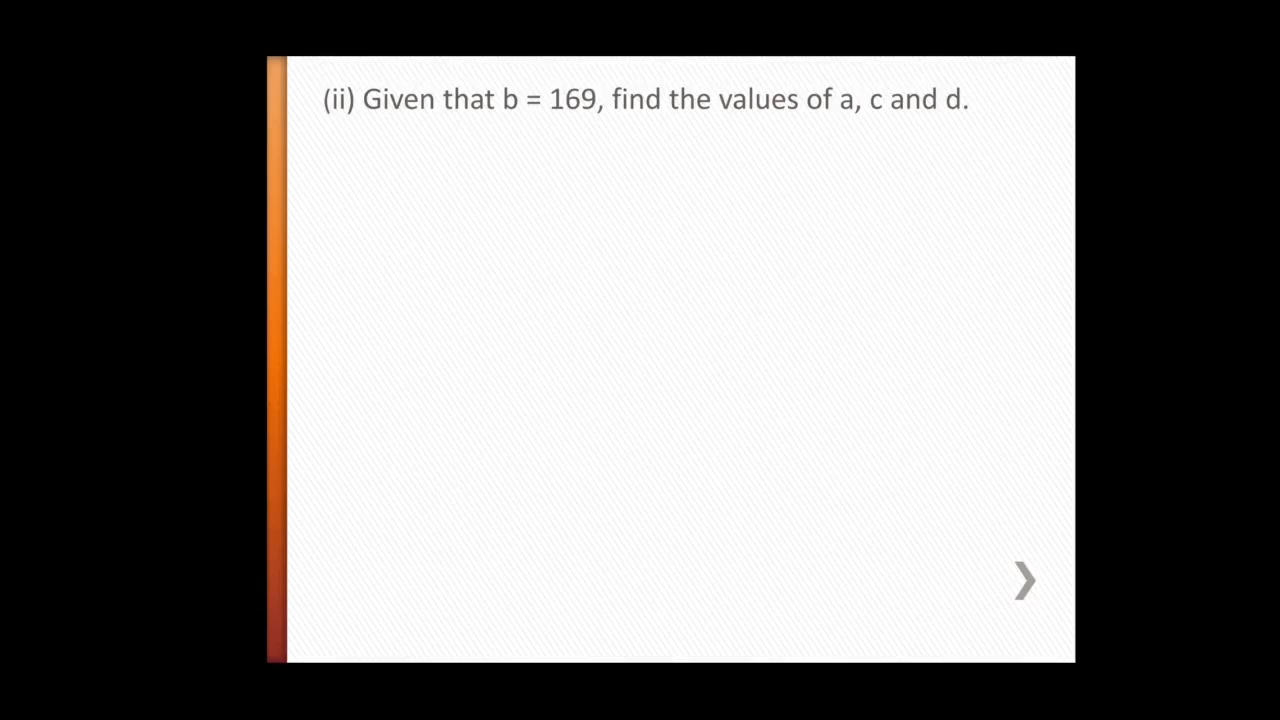 (ii) Given that b = 169, find the values of a, c and d.